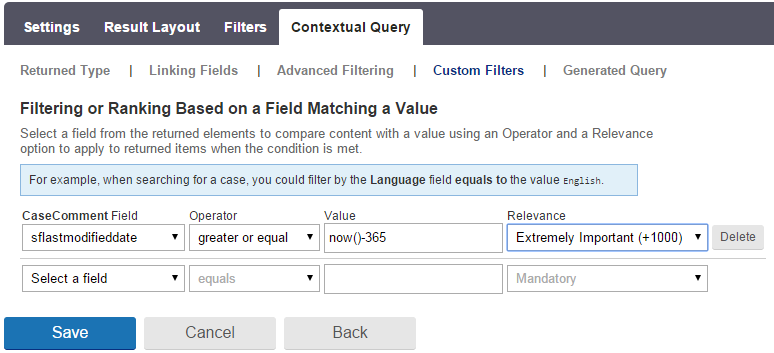 Settings Result Layout Filters Contextual Query
Returned Type | Linking Fields | Advanced Filtering | Custom Filters | Generated Query
Filtering or Ranking Based on a Field Matching a Value
Select a field from the returned elements to compare content with a value using an Operator and a Relevance
option to apply to returned items when the condition is met.
For example, when searching for a case, you could filter by the Language field equals to the value English.
CaseComment Field Operator Value Relevance
sflastmodifieddate greater or equal now()-365 Extremely Important (+1000) Delete
Select a field equals Mandatory
Save Cancel Back